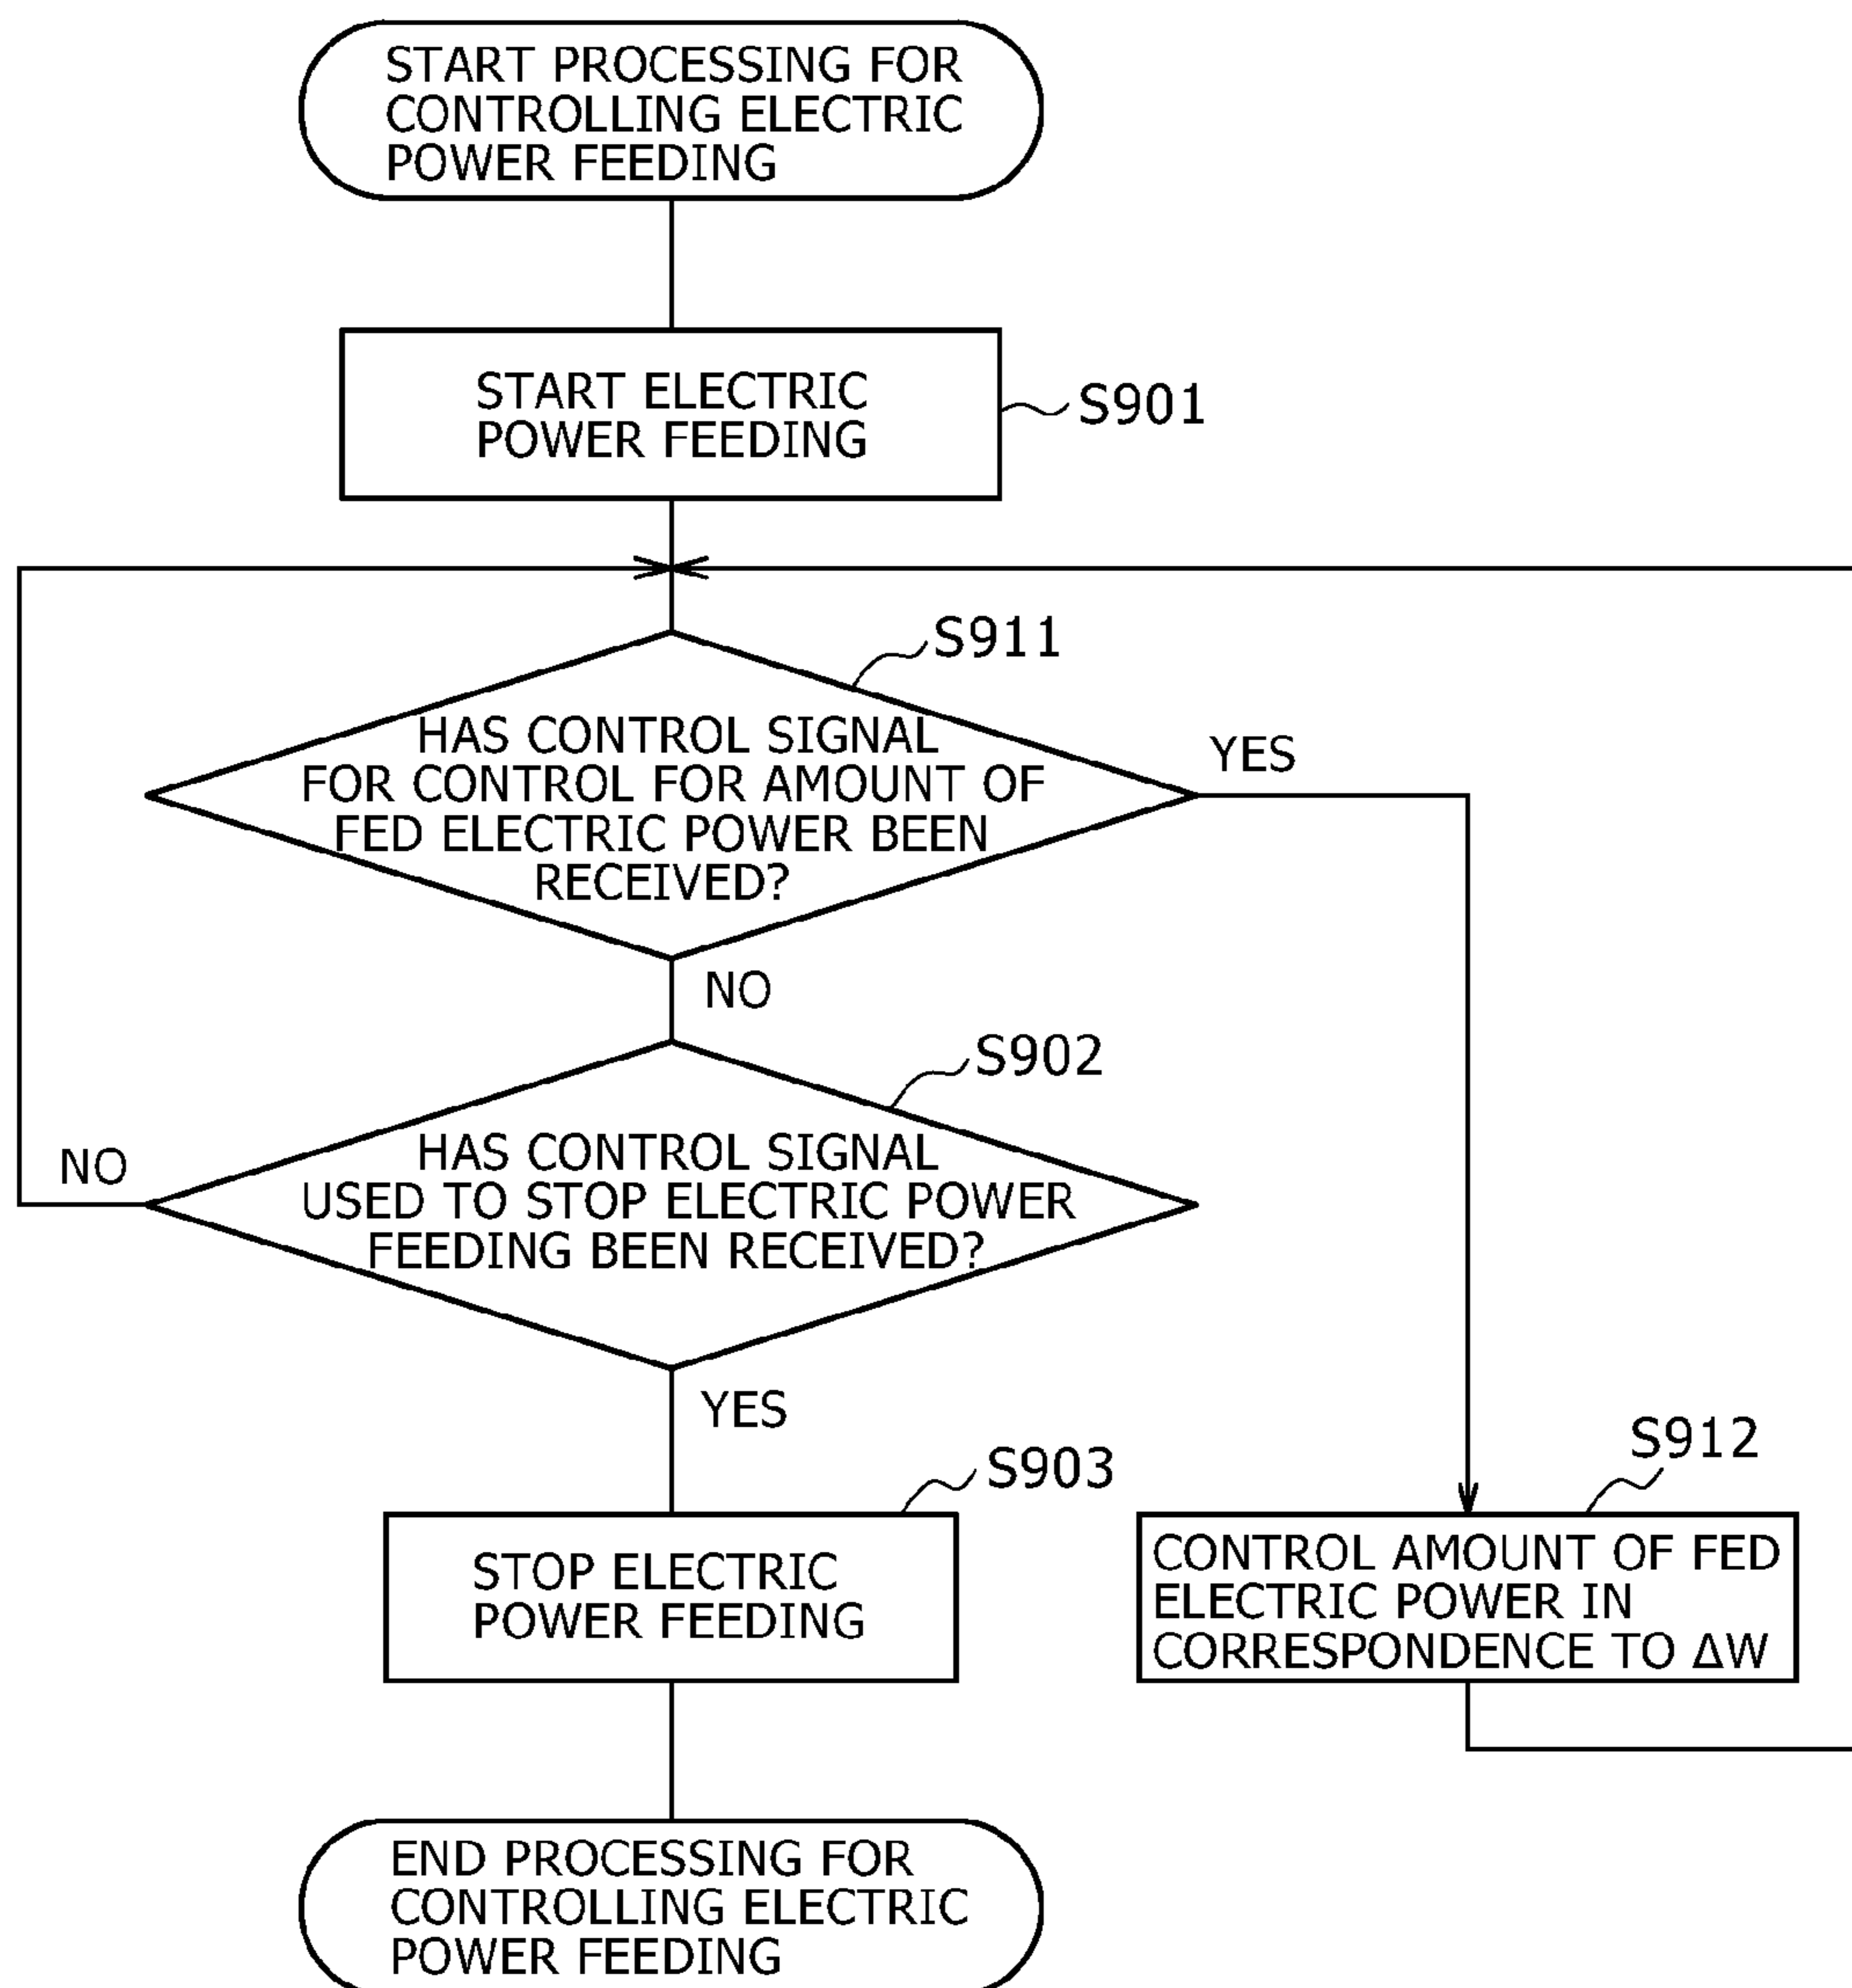 START PROCESSING FOR
CONTROLLING ELECTRIC
POWER FEEDING
START ELECTRIC
POWER FEEDING
S901
S911
HAS CONTROL SIGNAL
FOR CONTROL FOR AMOUNT OF
FED ELECTRIC POWER BEEN
RECEIVED?
YES
NO
S902
HAS CONTROL SIGNAL
USED TO STOP ELECTRIC POWER
FEEDING BEEN RECEIVED?
NO
YES
S903
STOP ELECTRIC
POWER FEEDING
S912
CONTROL AMOUNT OF FED
ELECTRIC POWER IN
CORRESPONDENCE TO ΔW
END PROCESSING FOR
CONTROLLING ELECTRIC
POWER FEEDING